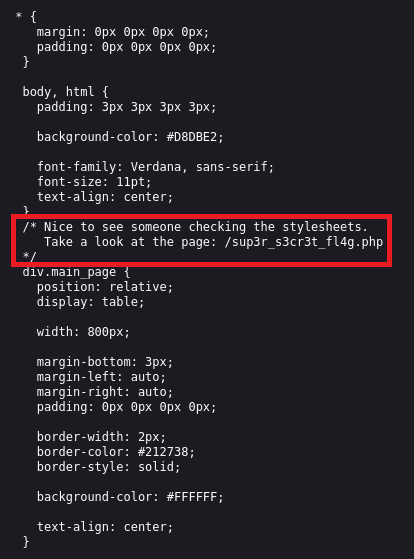 * {
margin: 0px 0px 0px 0px;
padding: 0px 0px 0px 0px;
}
body, html {
padding: 3px 3px 3px 3px;
background-color: #D8DBE2;
font-family: Verdana, sans-serif;
font-size: 11pt;
text-align: center;
}
/* Nice to see someone checking the stylesheets.
Take a look at the page: /sup3r_s3cr3t_fl4g.php
*/
div.main_page {
position: relative;
display: table;
width: 800px;
margin-bottom: 3px;
margin-left: auto;
margin-right: auto;
padding: 0px 0px 0px 0px;
border-width: 2px;
border-color: #212738;
border-style: solid;
background-color: #FFFFFF;
text-align: center;
}